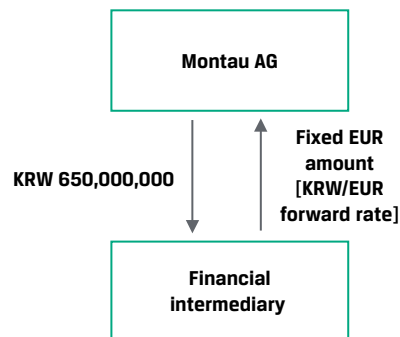 Montau AG
KRW 650,000,000
Fixed EUR
amount
[KRW/EUR
forward rate]
Financial
intermediary